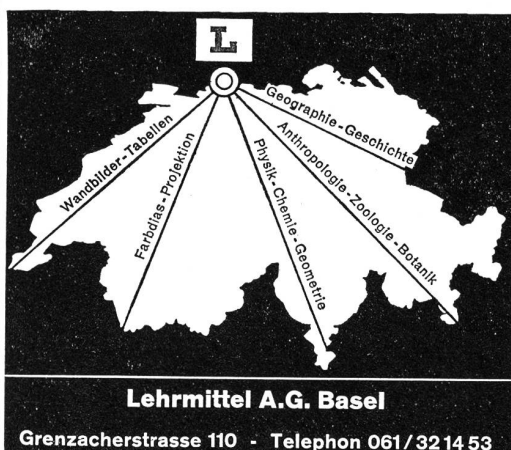 L
Wandbilder-Tabellen
Farbdias-Projektion
Physik-Chemie-Geometrie
Anthropologie-Zoologie-Botanik
Geographie-Geschichte
Lehrmittel A.G. Basel
Grenzacherstrasse 110 - Telephon 061/32 14 53